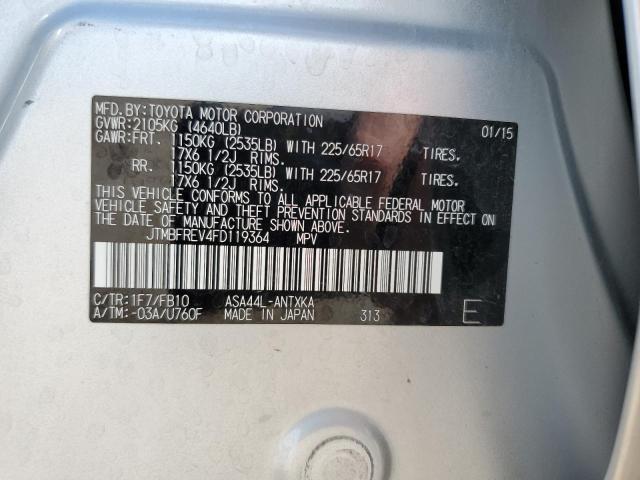 MFD.BY:TOYOTA MOTOR CORPORATION 01/15
GVWR:2105KG (4640LB)
GAWR:FRT. 1150KG (2535LB) WITH 225/65R17 TIRES,
17X6 1/2J RIMS.
RR. 1150KG (2535LB) WITH 225/65R17 TIRES,
17X6 1/2J RIMS.
THIS VEHICLE CONFORMS TO ALL APPLICABLE FEDERAL MOTOR
VEHICLE SAFETY AND THEFT PREVENTION STANDARDS IN EFFECT
ON THE DATE OF MANUFACTURE SHOWN ABOVE.
JTMBFREV4FD119364 MPV
C/TR:1F7/FB10 ASA44L-ANTXKA
A/TM:-03A/U760F MADE IN JAPAN 313 E